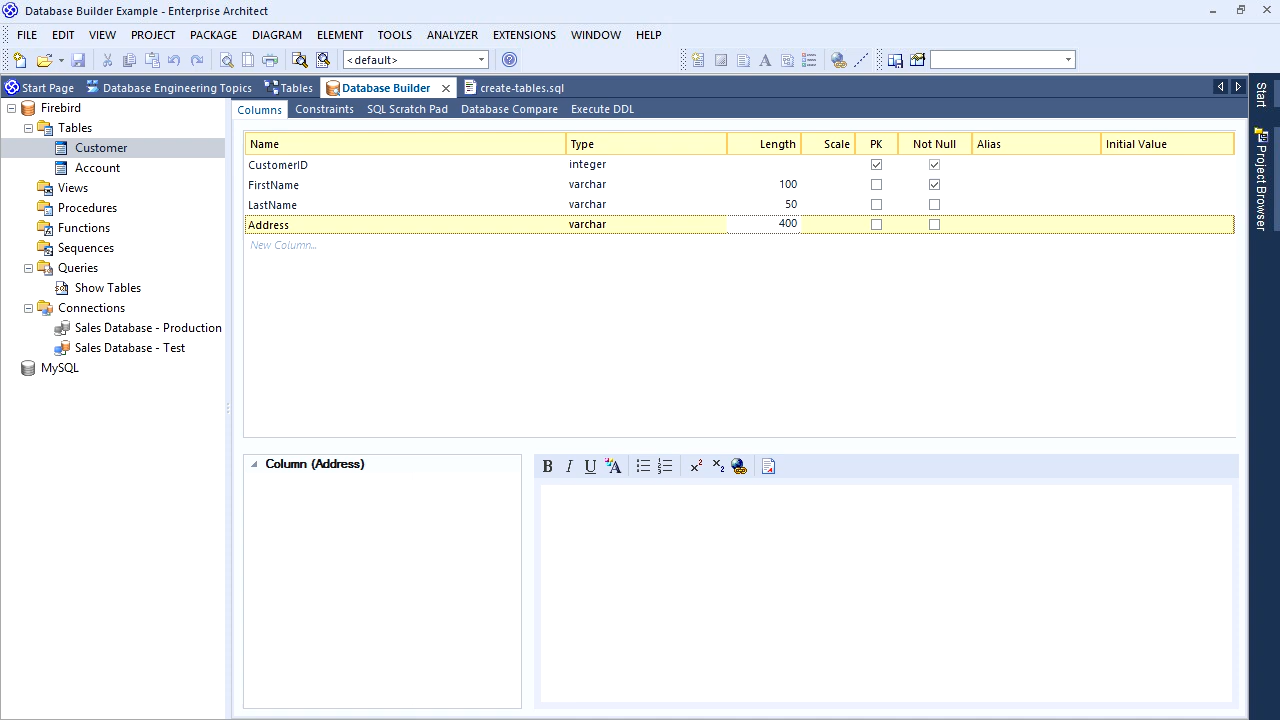 Database Builder Example - Enterprise Architect
FILE EDIT VIEW PROJECT PACKAGE DIAGRAM ELEMENT TOOLS ANALYZER EXTENSIONS WINDOW HELP
<default>
Start Page Database Engineering Topics Tables Database Builder create-tables.sql
Firebird
Tables
Customer
Account
Views
Procedures
Functions
Sequences
Queries
Show Tables
Connections
Sales Database - Production
Sales Database - Test
MySQL
Columns Constraints SQL Scratch Pad Database Compare Execute DDL
Name Type Length Scale PK Not Null Alias Initial Value
CustomerID integer
FirstName varchar 100
LastName varchar 50
Address varchar 400
New Column...
Column (Address)
B I U A x² x₂
Start
Project Browser